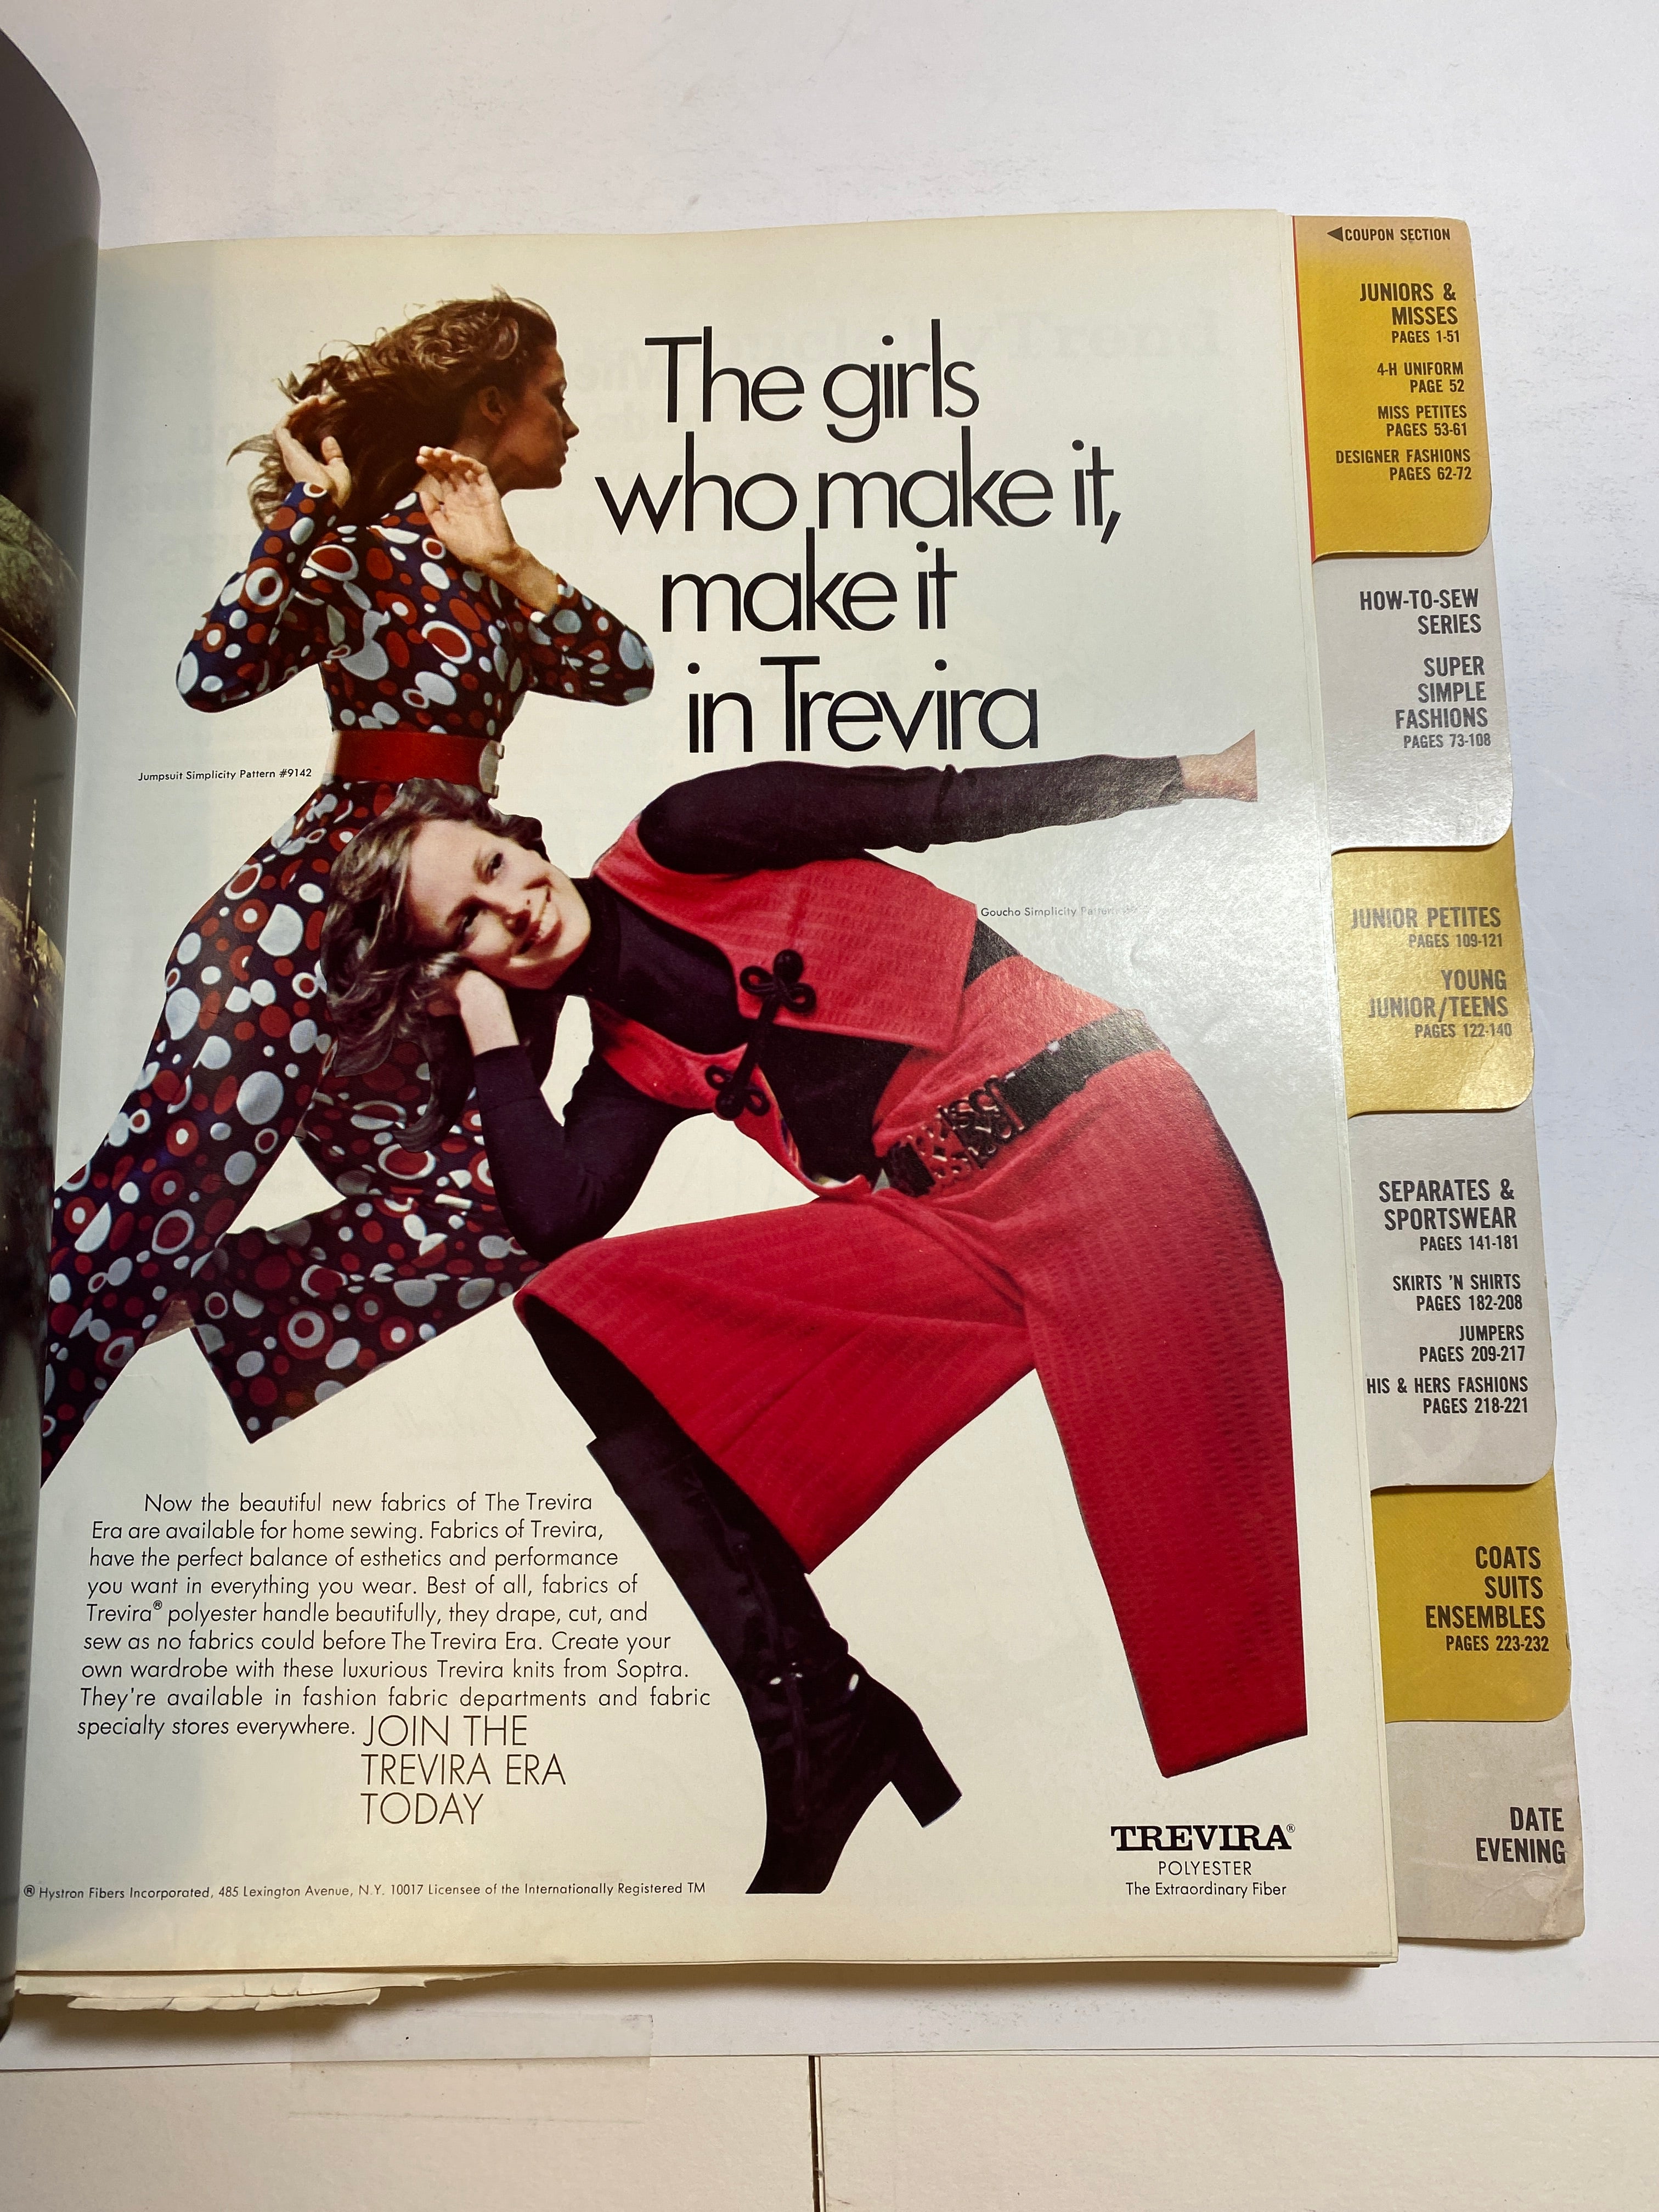 The girls
who make it,
make it
in Trevira
Jumpsuit Simplicity Pattern #9142
Goucho Simplicity Pattern
Now the beautiful new fabrics of The Trevira
Era are available for home sewing. Fabrics of Trevira,
have the perfect balance of esthetics and performance
you want in everything you wear. Best of all, fabrics of
Trevira® polyester handle beautifully, they drape, cut, and
sew as no fabrics could before The Trevira Era. Create your
own wardrobe with these luxurious Trevira knits from Soptra.
They're available in fashion fabric departments and fabric
specialty stores everywhere. JOIN THE
TREVIRA ERA
TODAY
TREVIRA®
POLYESTER
The Extraordinary Fiber
® Hystron Fibers Incorporated, 485 Lexington Avenue, N.Y. 10017 Licensee of the Internationally Registered TM
◀COUPON SECTION
JUNIORS &
MISSES
PAGES 1-51
4-H UNIFORM
PAGE 52
MISS PETITES
PAGES 53-61
DESIGNER FASHIONS
PAGES 62-72
HOW-TO-SEW
SERIES
SUPER
SIMPLE
FASHIONS
PAGES 73-108
JUNIOR PETITES
PAGES 109-121
YOUNG
JUNIOR/TEENS
PAGES 122-140
SEPARATES &
SPORTSWEAR
PAGES 141-181
SKIRTS 'N SHIRTS
PAGES 182-208
JUMPERS
PAGES 209-217
HIS & HERS FASHIONS
PAGES 218-221
COATS
SUITS
ENSEMBLES
PAGES 223-232
DATE
EVENING